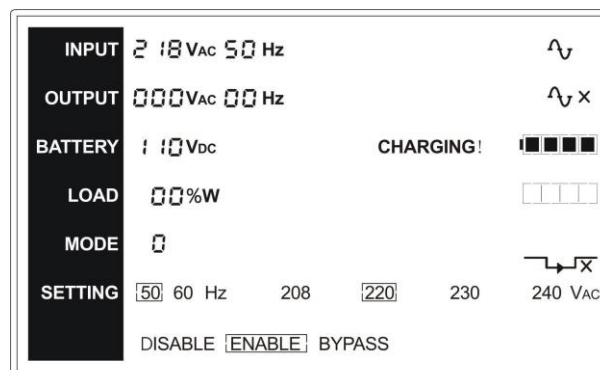 INPUT 218 VAC 50 Hz
OUTPUT 000 VAC 00 Hz
BATTERY 110 VDC CHARGING!
LOAD 00 %W
MODE 0
SETTING 50 60 Hz 208 220 230 240 VAC
DISABLE ENABLE BYPASS